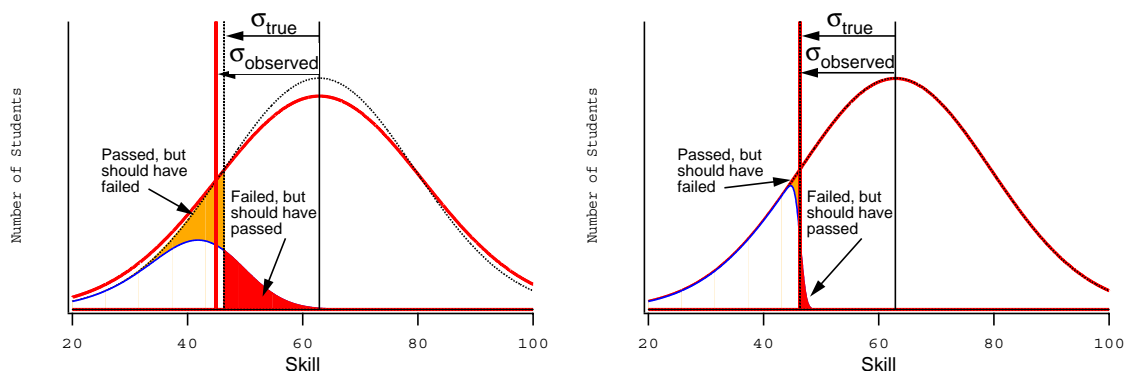 σtrue
σobserved
Number of Students
Passed, but
should have
failed
Failed, but
should have
passed
20 40 60 80 100
Skill
σtrue
σobserved
Number of Students
Passed, but
should have
failed
Failed, but
should have
passed
20 40 60 80 100
Skill